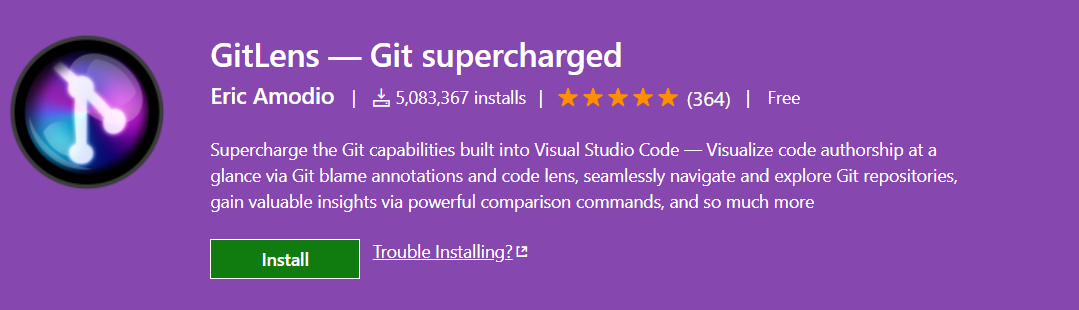 GitLens — Git supercharged
Eric Amodio | 5,083,367 installs | (364) | Free
Supercharge the Git capabilities built into Visual Studio Code — Visualize code authorship at a
glance via Git blame annotations and code lens, seamlessly navigate and explore Git repositories,
gain valuable insights via powerful comparison commands, and so much more
Install Trouble Installing?